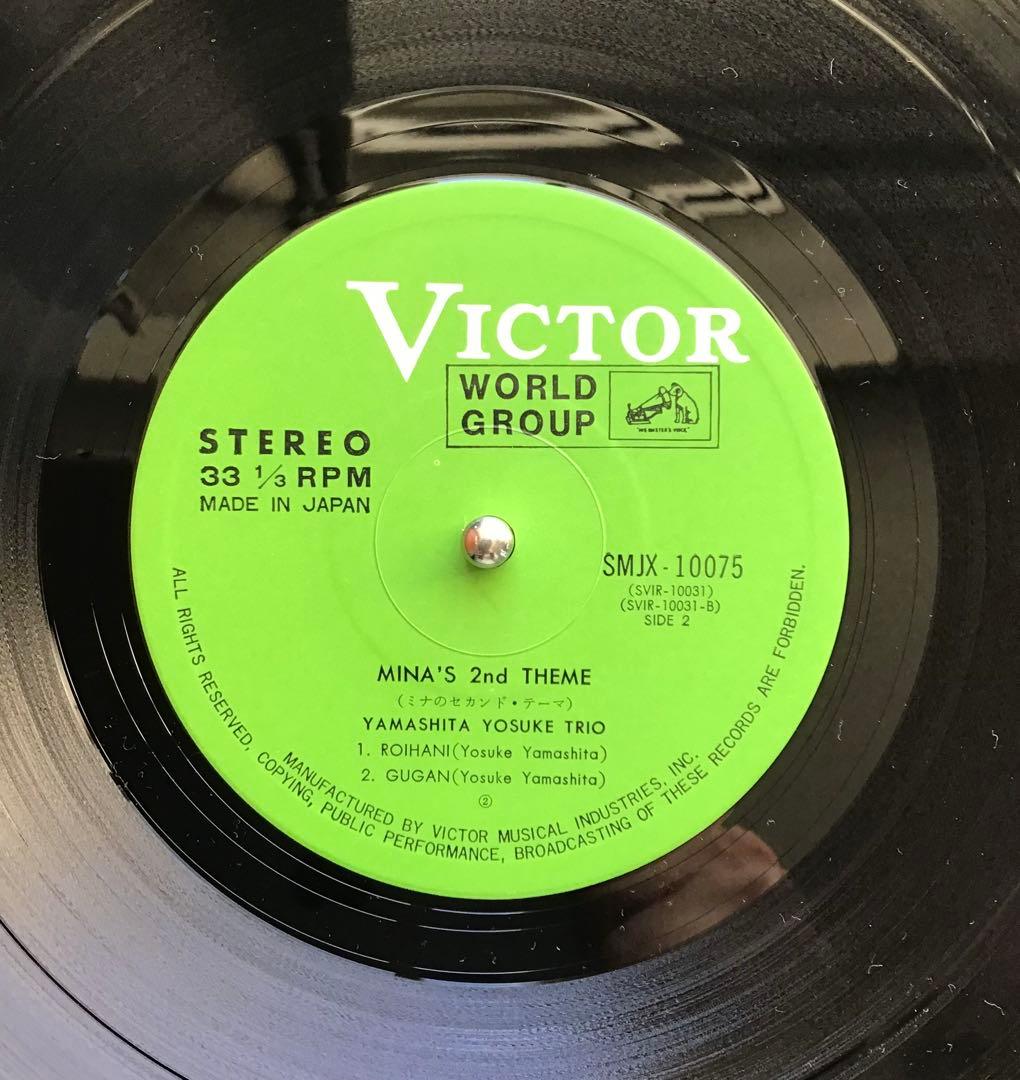 VICTOR
WORLD
GROUP
"HIS MASTER'S VOICE"
STEREO
33 1/3 RPM
MADE IN JAPAN
SMJX-10075
(SVIR-10031)
(SVIR-10031-B)
SIDE 2
MINA'S 2nd THEME
(ミナのセカンド・テーマ)
YAMASHITA YOSUKE TRIO
1. ROIHANI (Yosuke Yamashita)
2. GUGAN (Yosuke Yamashita)
②
MANUFACTURED BY VICTOR MUSICAL INDUSTRIES, INC.
ALL RIGHTS RESERVED. COPYING, PUBLIC PERFORMANCE, BROADCASTING OF THESE RECORDS ARE FORBIDDEN.